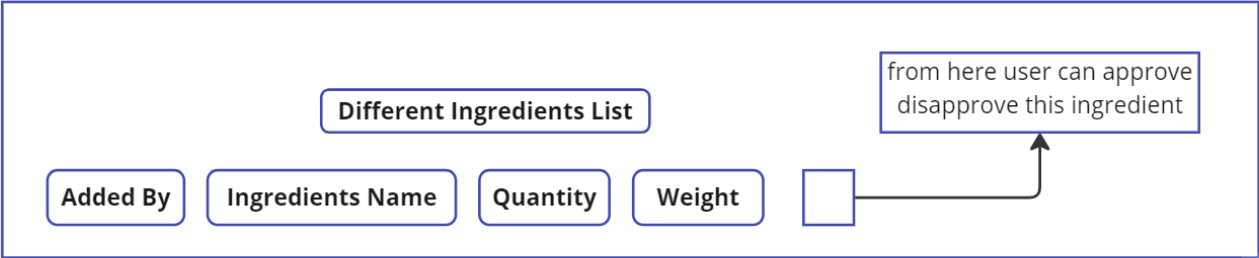 from here user can approve
disapprove this ingredient
Different Ingredients List
Added By
Ingredients Name
Quantity
Weight